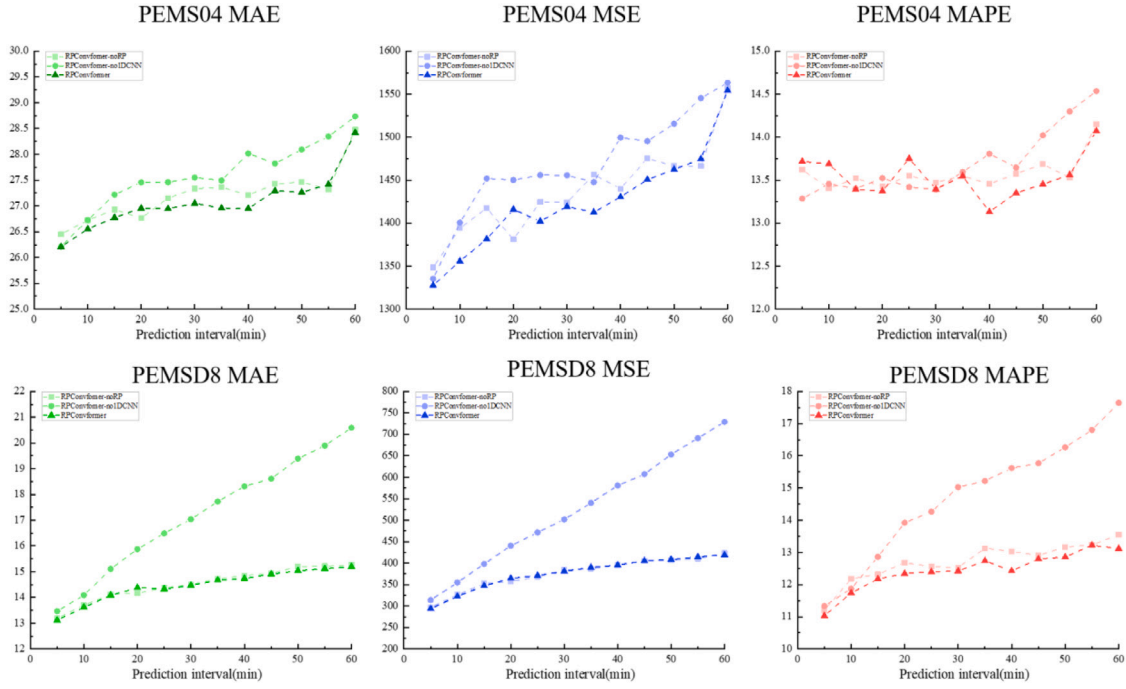 PEMS04 MAE
30.0
29.5
29.0
28.5
28.0
27.5
27.0
26.5
26.0
25.5
25.0
RPConvfomer-noRP
RPConvfomer-no1DCNN
RPConvformer
0 10 20 30 40 50 60
Prediction interval(min)
PEMS04 MSE
1600
1550
1500
1450
1400
1350
1300
RPConvfomer-noRP
RPConvfomer-no1DCNN
RPConvformer
0 10 20 30 40 50 60
Prediction interval(min)
PEMS04 MAPE
15.0
14.5
14.0
13.5
13.0
12.5
12.0
RPConvfomer-noRP
RPConvfomer-no1DCNN
RPConvformer
0 10 20 30 40 50 60
Prediction interval(min)
PEMSD8 MAE
22
21
20
19
18
17
16
15
14
13
12
RPConvfomer-noRP
RPConvfomer-no1DCNN
RPConvformer
0 10 20 30 40 50 60
Prediction interval(min)
PEMSD8 MSE
800
750
700
650
600
550
500
450
400
350
300
250
200
RPConvfomer-noRP
RPConvfomer-no1DCNN
RPConvformer
0 10 20 30 40 50 60
Prediction interval(min)
PEMSD8 MAPE
18
17
16
15
14
13
12
11
10
RPConvfomer-noRP
RPConvfomer-no1DCNN
RPConvformer
0 10 20 30 40 50 60
Prediction interval(min)